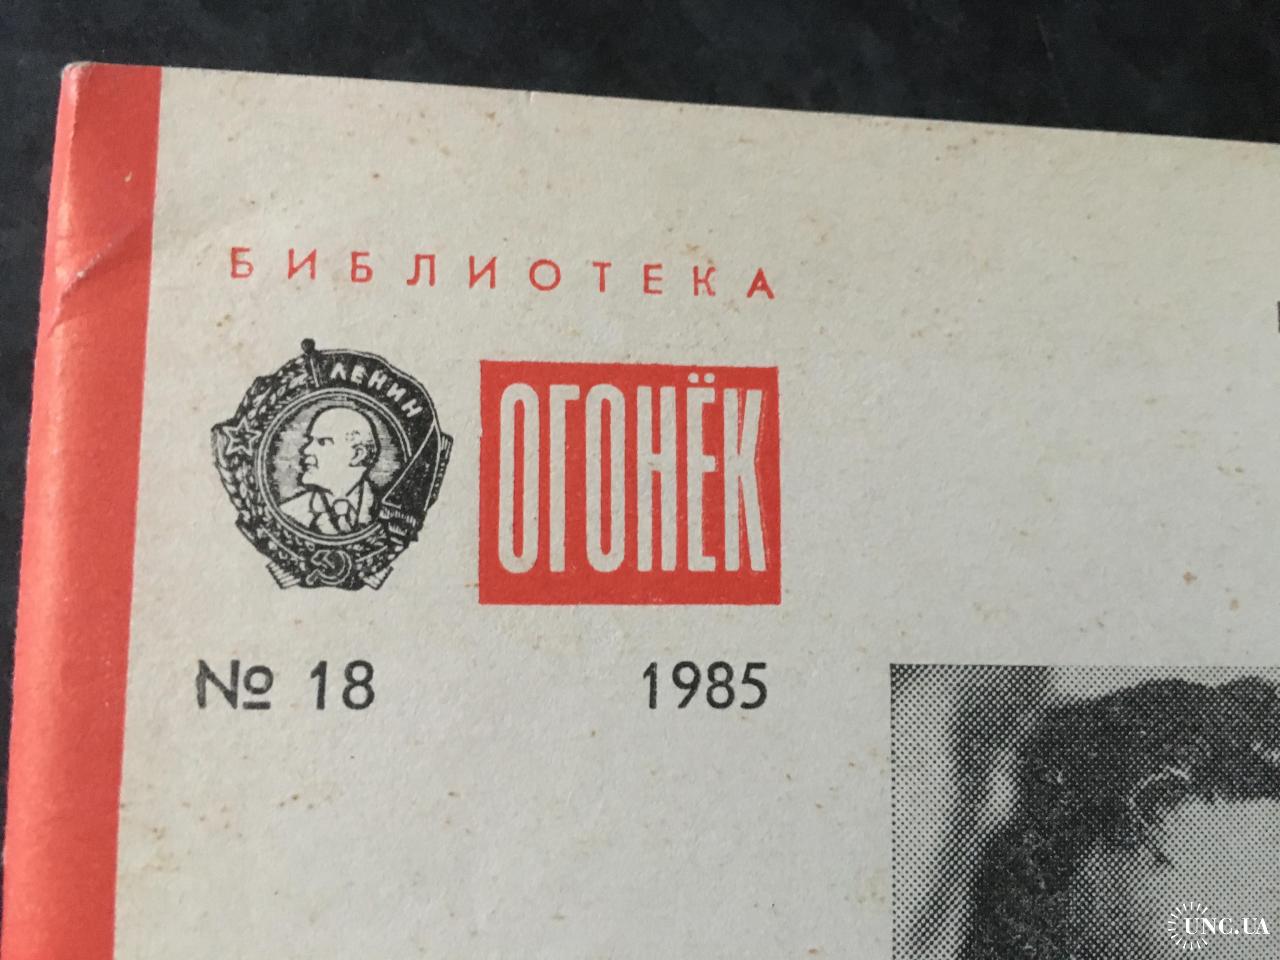 БИБЛИОТЕКА
ЛЕНИН
ОГОНЁК
№ 18 1985
UNC.UA